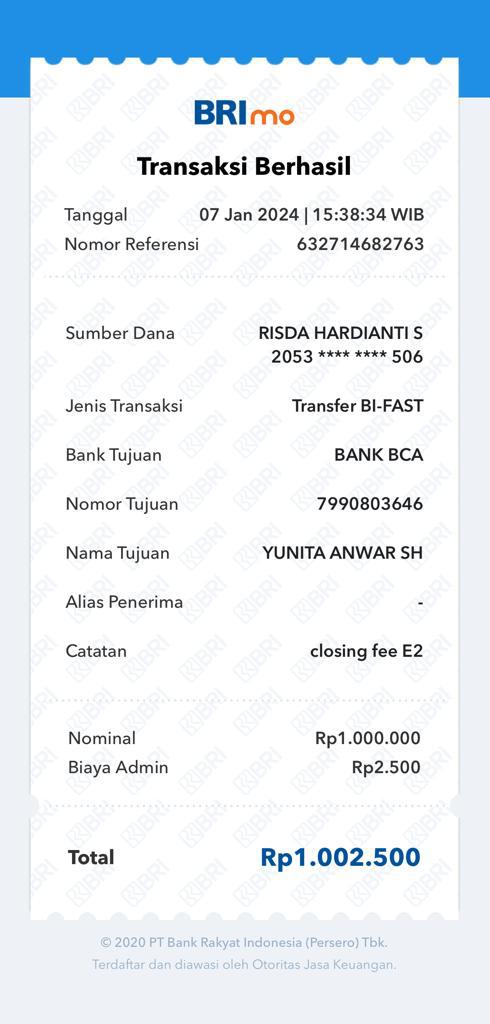 BRImo
Transaksi Berhasil
Tanggal 07 Jan 2024 | 15:38:34 WIB
Nomor Referensi 632714682763
Sumber Dana RISDA HARDIANTI S
2053 **** **** 506
Jenis Transaksi Transfer BI-FAST
Bank Tujuan BANK BCA
Nomor Tujuan 7990803646
Nama Tujuan YUNITA ANWAR SH
Alias Penerima -
Catatan closing fee E2
Nominal Rp1.000.000
Biaya Admin Rp2.500
Total Rp1.002.500
© 2020 PT Bank Rakyat Indonesia (Persero) Tbk.
Terdaftar dan diawasi oleh Otoritas Jasa Keuangan.